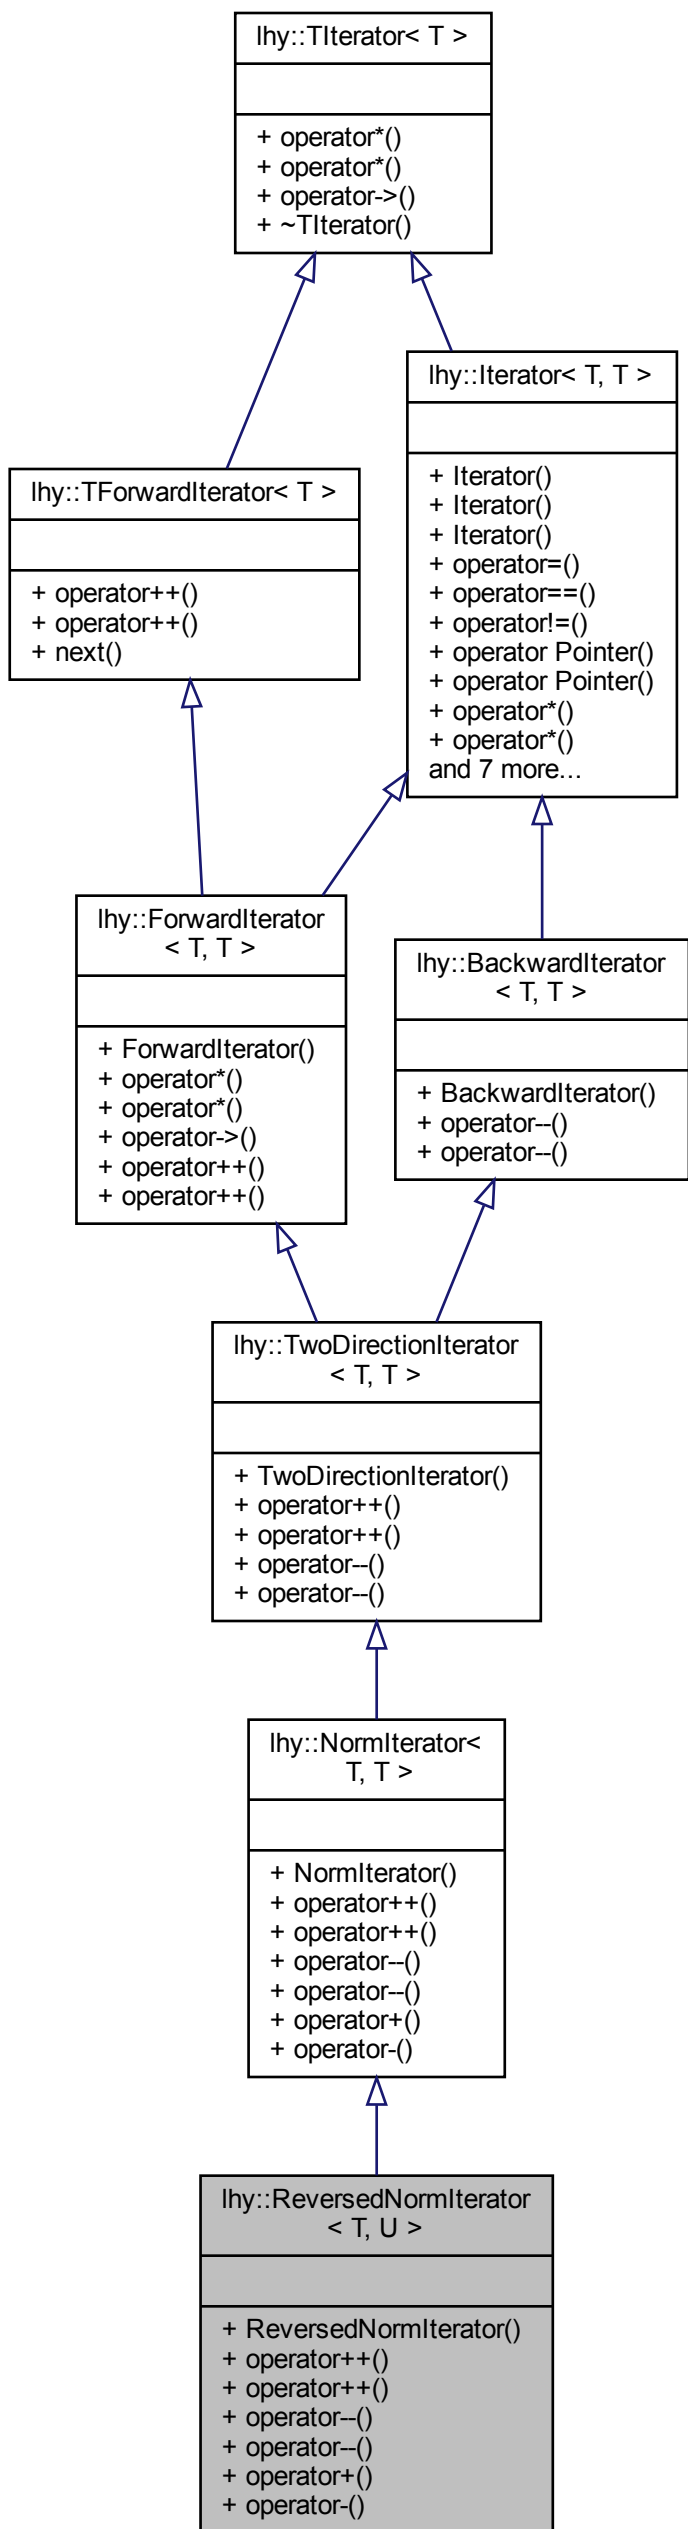 lhy::TIterator< T >
+ operator*()
+ operator*()
+ operator->()
+ ~TIterator()
lhy::Iterator< T, T >
+ Iterator()
+ Iterator()
+ Iterator()
+ operator=()
+ operator==()
+ operator!=()
+ operator Pointer()
+ operator Pointer()
+ operator*()
+ operator*()
and 7 more...
lhy::TForwardIterator< T >
+ operator++()
+ operator++()
+ next()
lhy::ForwardIterator
< T, T >
+ ForwardIterator()
+ operator*()
+ operator*()
+ operator->()
+ operator++()
+ operator++()
lhy::BackwardIterator
< T, T >
+ BackwardIterator()
+ operator--()
+ operator--()
lhy::TwoDirectionIterator
< T, T >
+ TwoDirectionIterator()
+ operator++()
+ operator++()
+ operator--()
+ operator--()
lhy::NormIterator<
T, T >
+ NormIterator()
+ operator++()
+ operator++()
+ operator--()
+ operator--()
+ operator+()
+ operator-()
lhy::ReversedNormIterator
< T, U >
+ ReversedNormIterator()
+ operator++()
+ operator++()
+ operator--()
+ operator--()
+ operator+()
+ operator-()